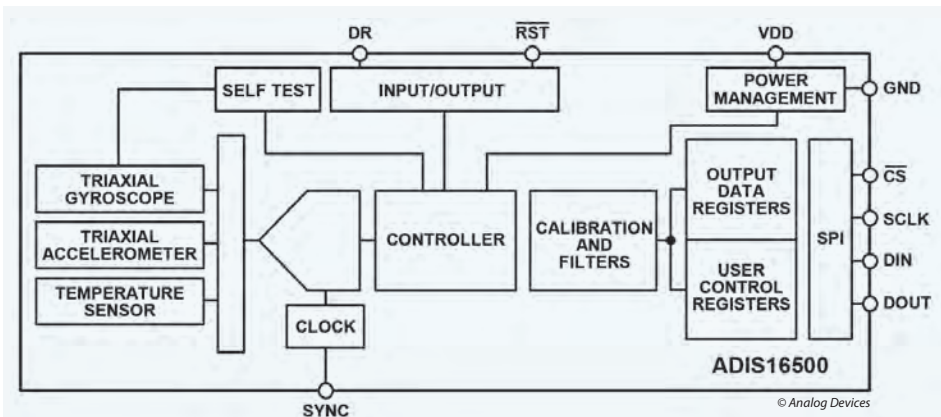 DR
RST
VDD
SELF TEST
INPUT/OUTPUT
POWER
MANAGEMENT
GND
TRIAXIAL
GYROSCOPE
TRIAXIAL
ACCELEROMETER
TEMPERATURE
SENSOR
CONTROLLER
CLOCK
SYNC
CALIBRATION
AND
FILTERS
OUTPUT
DATA
REGISTERS
USER
CONTROL
REGISTERS
SPI
CS
SCLK
DIN
DOUT
ADIS16500
© Analog Devices